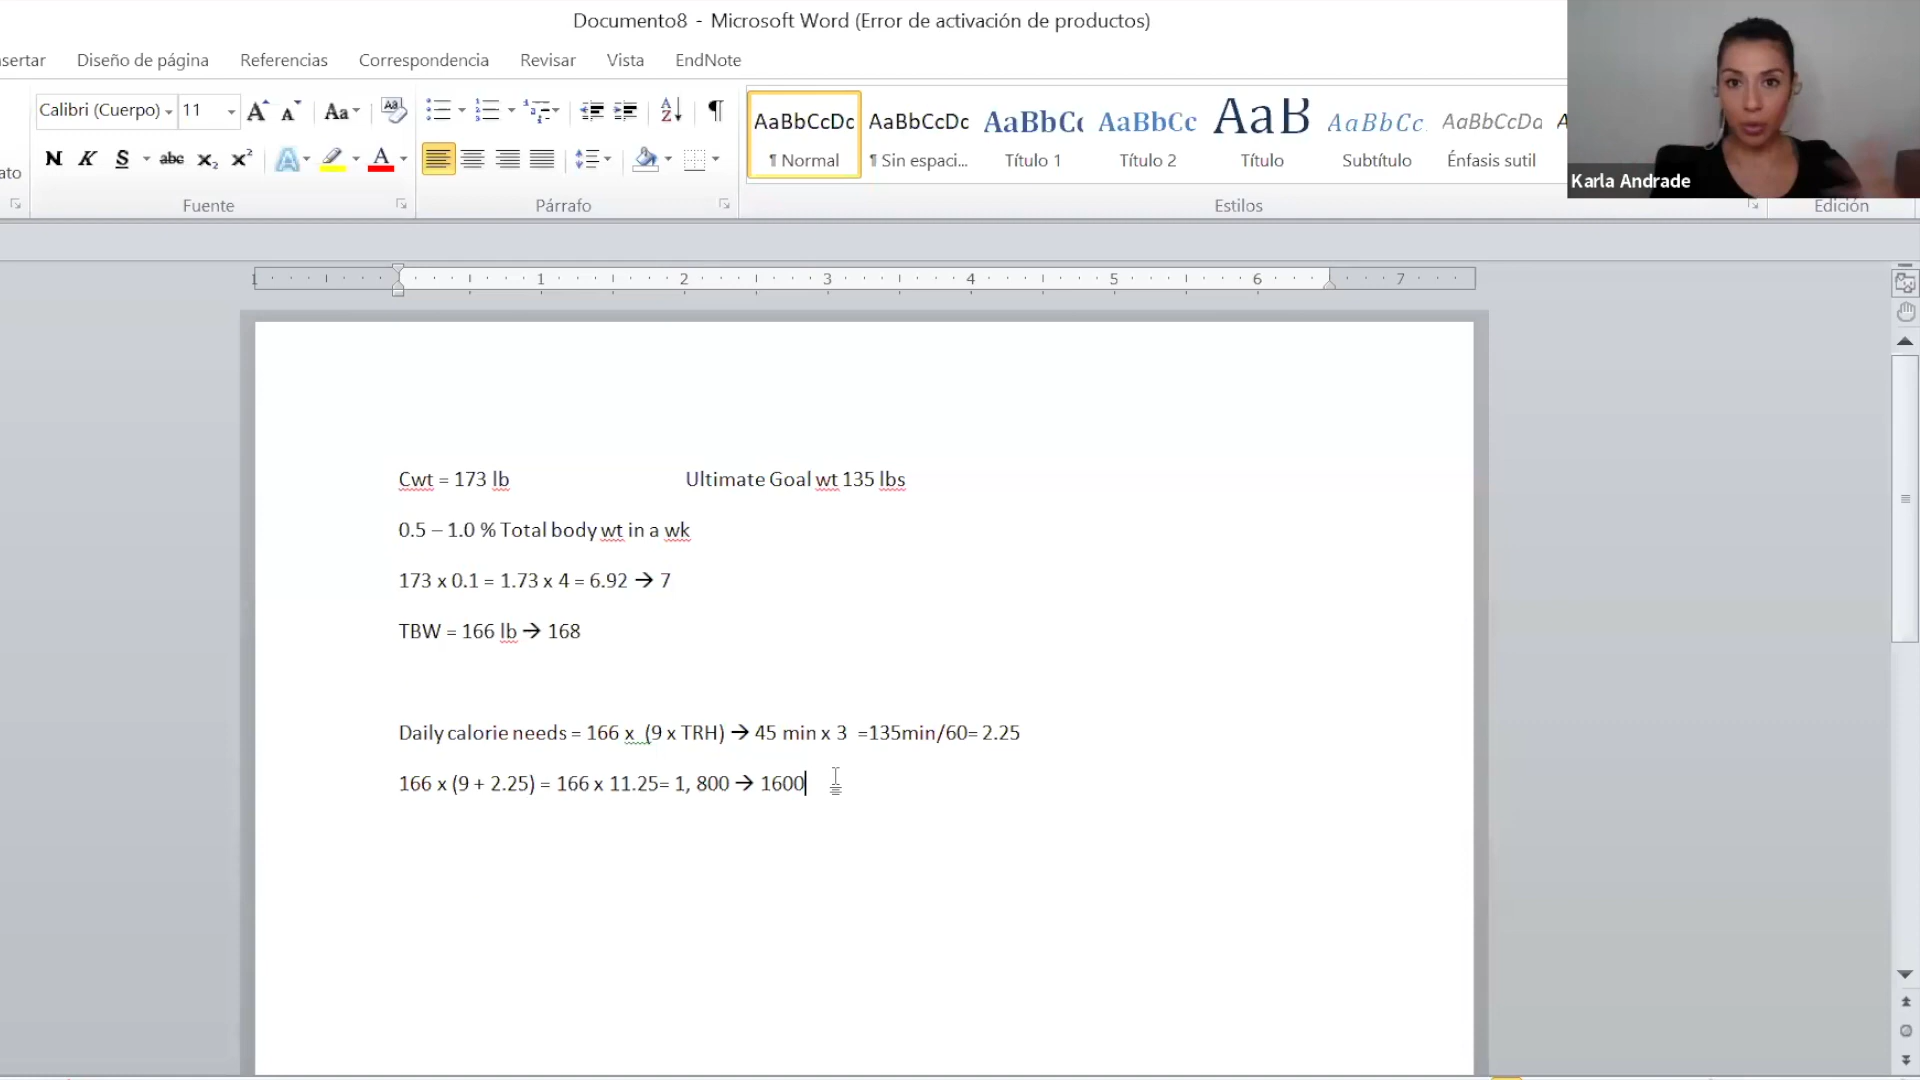 Documento8 - Microsoft Word (Error de activación de productos)
nsertar Diseño de página Referencias Correspondencia Revisar Vista EndNote
Calibri (Cuerpo) 11
AaBbCcDc AaBbCcDc AaBbCc AaBbCc AaB AaBbCc. AaBbCcDa
N K S abc x₂ x²
¶ Normal ¶ Sin espaci... Título 1 Título 2 Título Subtítulo Énfasis sutil
ato
Karla Andrade
Fuente Párrafo Estilos Edición
1 1 2 3 4 5 6 7
Cwt = 173 lb Ultimate Goal wt 135 lbs
0.5 – 1.0 % Total body wt in a wk
173 x 0.1 = 1.73 x 4 = 6.92 → 7
TBW = 166 lb → 168
Daily calorie needs = 166 x (9 x TRH) → 45 min x 3 =135min/60= 2.25
166 x (9 + 2.25) = 166 x 11.25= 1, 800 → 1600